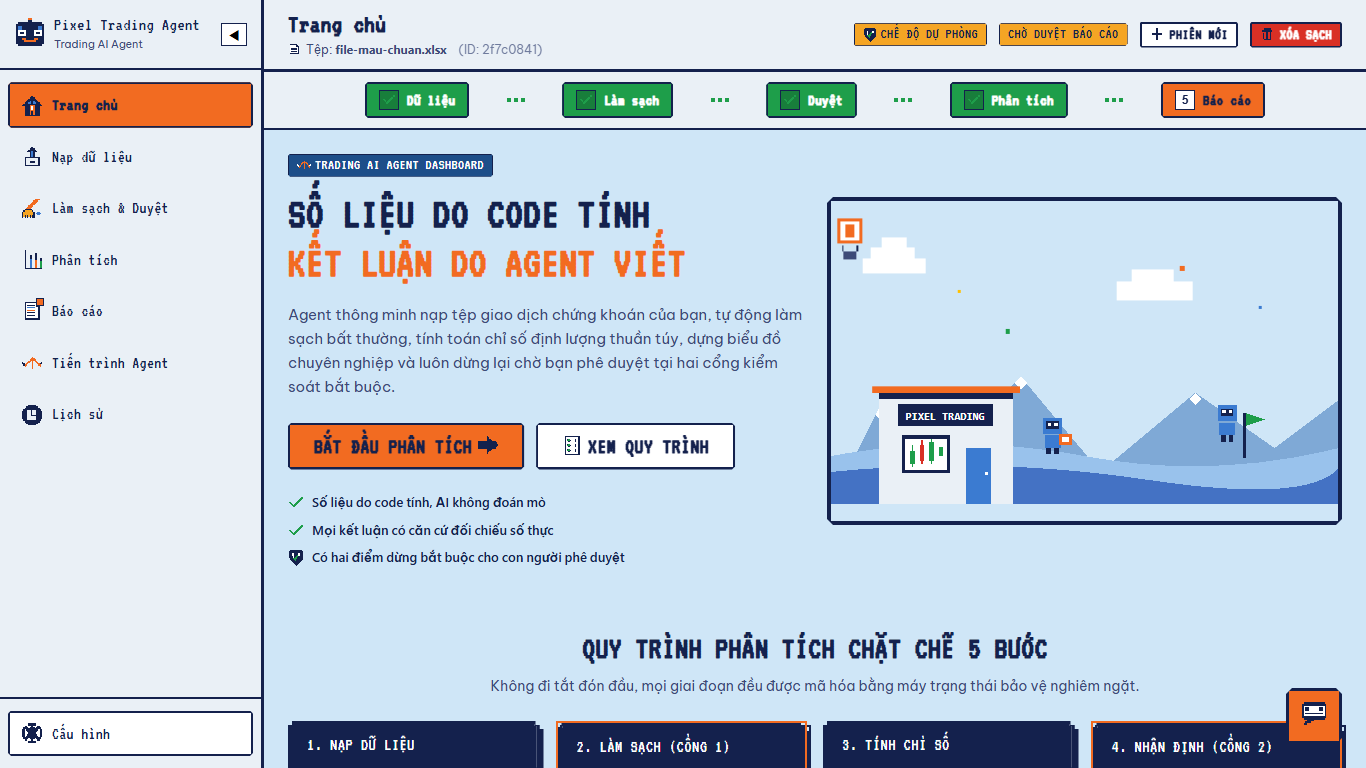 Pixel Trading Agent
Trading AI Agent
Trang chủ
Nạp dữ liệu
Làm sạch & Duyệt
Phân tích
Báo cáo
Tiến trình Agent
Lịch sử
Cấu hình
Trang chủ
Tệp: file-mau-chuan.xlsx (ID: 2f7c0841)
CHẾ ĐỘ DỰ PHÒNG
CHỜ DUYỆT BÁO CÁO
PHIÊN MỚI
XÓA SẠCH
Dữ liệu
Làm sạch
Duyệt
Phân tích
5 Báo cáo
TRADING AI AGENT DASHBOARD
SỐ LIỆU DO CODE TÍNH
KẾT LUẬN DO AGENT VIẾT
Agent thông minh nạp tệp giao dịch chứng khoán của bạn, tự động làm
sạch bất thường, tính toán chỉ số định lượng thuần túy, dựng biểu đồ
chuyên nghiệp và luôn dừng lại chờ bạn phê duyệt tại hai cổng kiểm
soát bắt buộc.
BẮT ĐẦU PHÂN TÍCH
XEM QUY TRÌNH
Số liệu do code tính, AI không đoán mò
Mọi kết luận có căn cứ đối chiếu số thực
Có hai điểm dừng bắt buộc cho con người phê duyệt
PIXEL TRADING
QUY TRÌNH PHÂN TÍCH CHẶT CHẼ 5 BƯỚC
Không đi tắt đón đầu, mọi giai đoạn đều được mã hóa bằng máy trạng thái bảo vệ nghiêm ngặt.
1. NẠP DỮ LIỆU
2. LÀM SẠCH (CỔNG 1)
3. TÍNH CHỈ SỐ
4. NHẬN ĐỊNH (CỔNG 2)